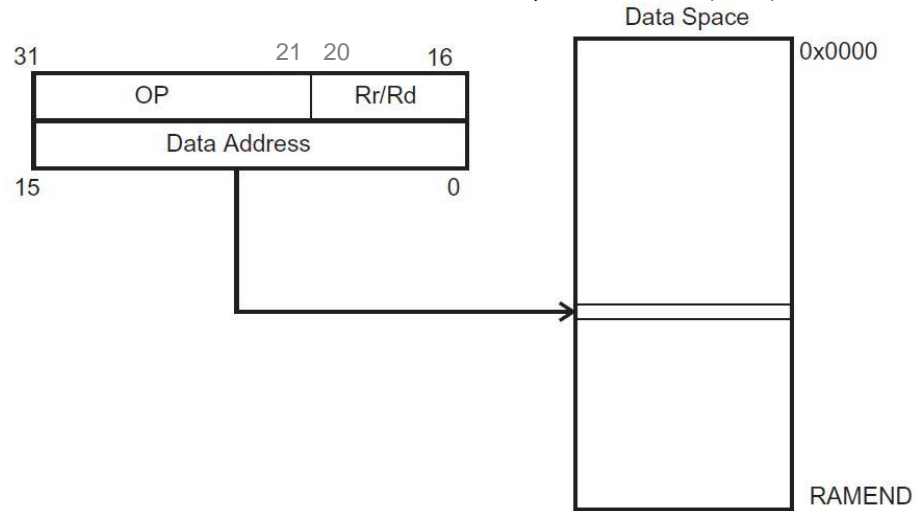 Data Space
31 21 20 16 0x0000
OP Rr/Rd
Data Address
15 0
RAMEND